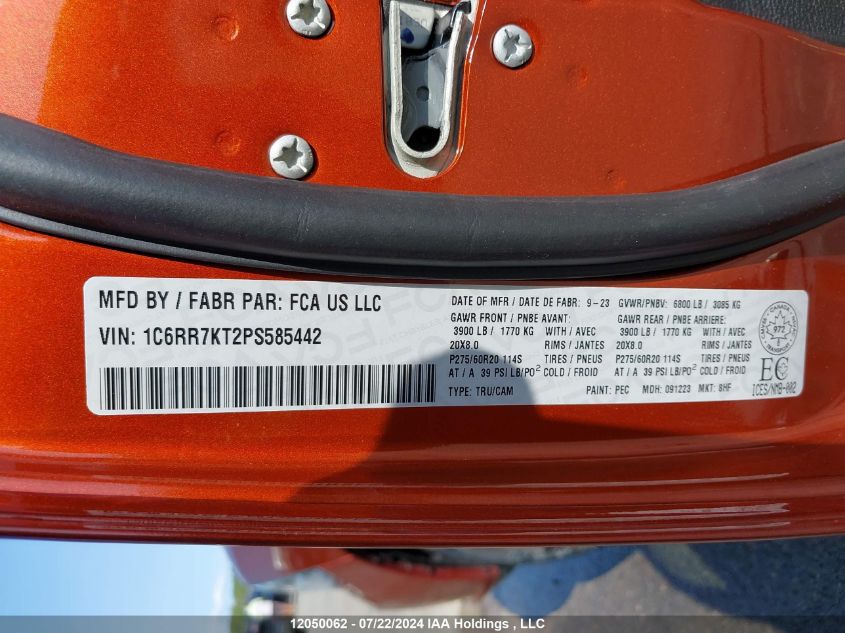 MFD BY / FABR PAR: FCA US LLC
VIN: 1C6RR7KT2PS585442
DATE OF MFR / DATE DE FABR: 9-23 GVWR/PNBV: 6800 LB / 3085 KG
GAWR FRONT / PNBE AVANT: GAWR REAR / PNBE ARRIERE:
3900 LB / 1770 KG WITH / AVEC 3900 LB / 1770 KG WITH / AVEC
20X8.0 RIMS / JANTES 20X8.0 RIMS / JANTES
P275/60R20 114S TIRES / PNEUS P275/60R20 114S TIRES / PNEUS
AT / A 39 PSI LB/PO² COLD / FROID AT / A 39 PSI LB/PO² COLD / FROID
TYPE: TRU/CAM PAINT: PEC MDH: 091223 MKT: 8HF
CANADA
972
TRANSPORT
EC
ICES/NMB-002
12050062 - 07/22/2024 IAA Holdings , LLC